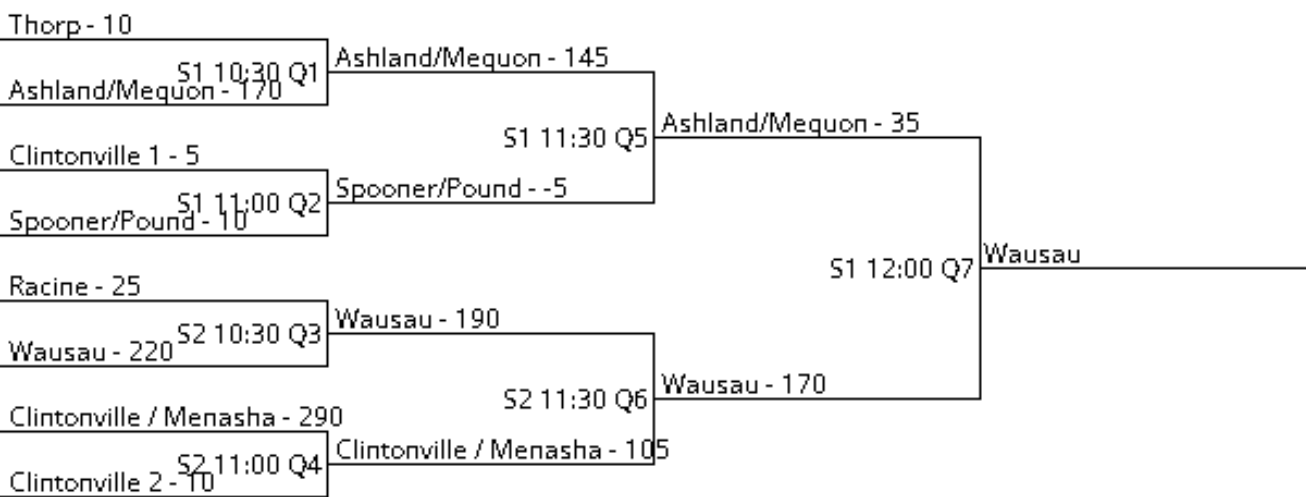 Thorp - 10
S1 10:30 Q1
Ashland/Mequon - 170
Ashland/Mequon - 145
S1 11:30 Q5
Ashland/Mequon - 35
Clintonville 1 - 5
S1 11:00 Q2
Spooner/Pound - 10
Spooner/Pound - -5
S1 12:00 Q7
Wausau
Racine - 25
S2 10:30 Q3
Wausau - 220
Wausau - 190
S2 11:30 Q6
Wausau - 170
Clintonville / Menasha - 290
S2 11:00 Q4
Clintonville 2 - 10
Clintonville / Menasha - 105